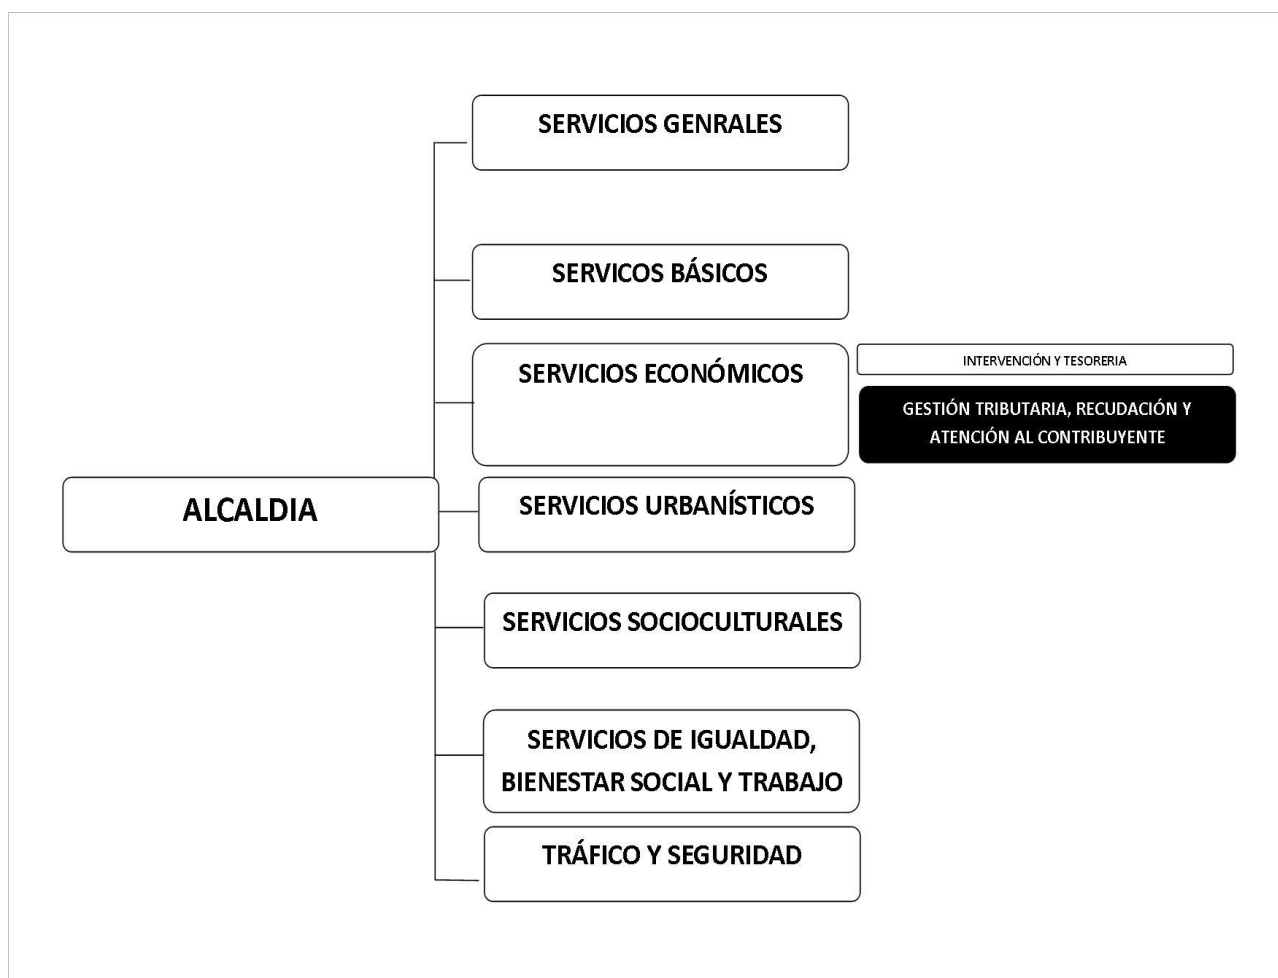 SERVICIOS GENRALES
SERVICOS BÁSICOS
SERVICIOS ECONÓMICOS
INTERVENCIÓN Y TESORERIA
GESTIÓN TRIBUTARIA, RECUDACIÓN Y
ATENCIÓN AL CONTRIBUYENTE
ALCALDIA
SERVICIOS URBANÍSTICOS
SERVICIOS SOCIOCULTURALES
SERVICIOS DE IGUALDAD,
BIENESTAR SOCIAL Y TRABAJO
TRÁFICO Y SEGURIDAD